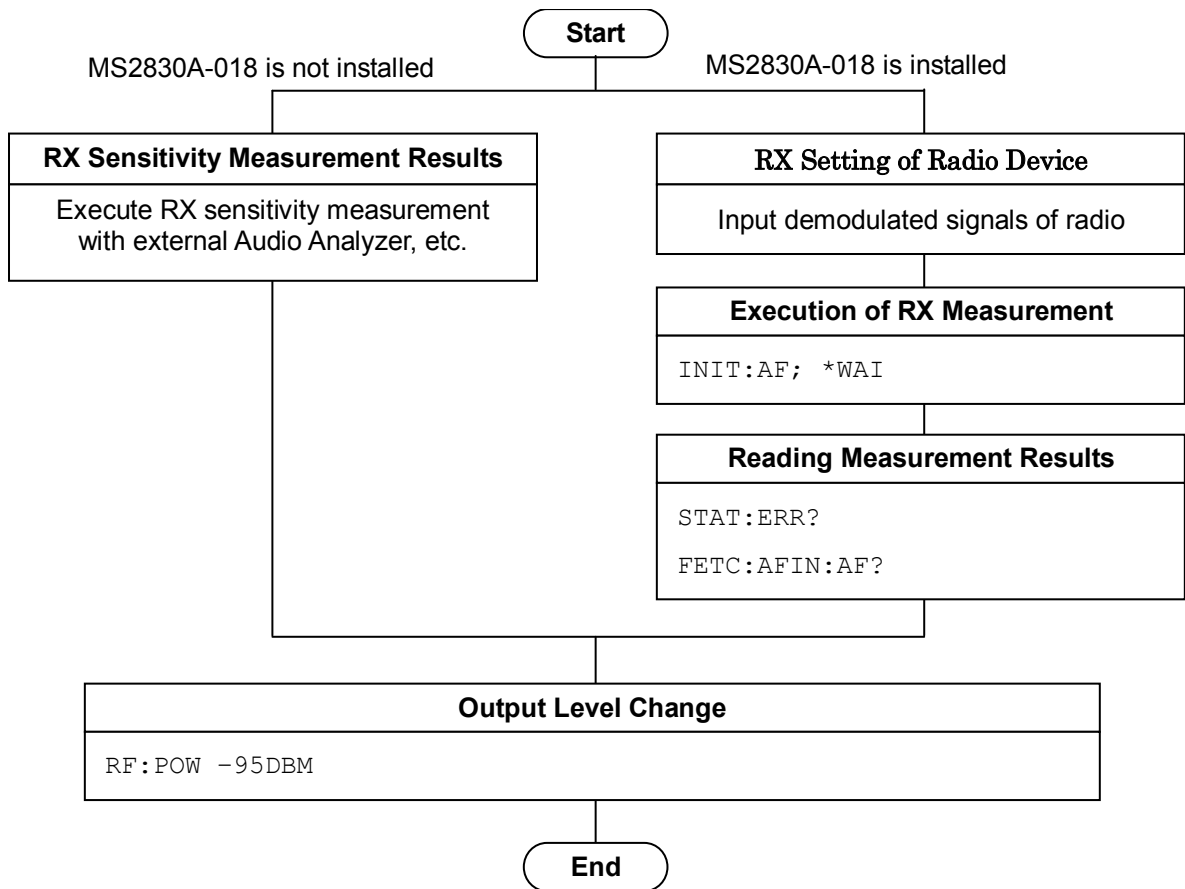 Start
MS2830A-018 is not installed
MS2830A-018 is installed
RX Sensitivity Measurement Results
Execute RX sensitivity measurement
with external Audio Analyzer, etc.
RX Setting of Radio Device
Input demodulated signals of radio
Execution of RX Measurement
INIT:AF; *WAI
Reading Measurement Results
STAT:ERR?
FETC:AFIN:AF?
Output Level Change
RF:POW −95DBM
End